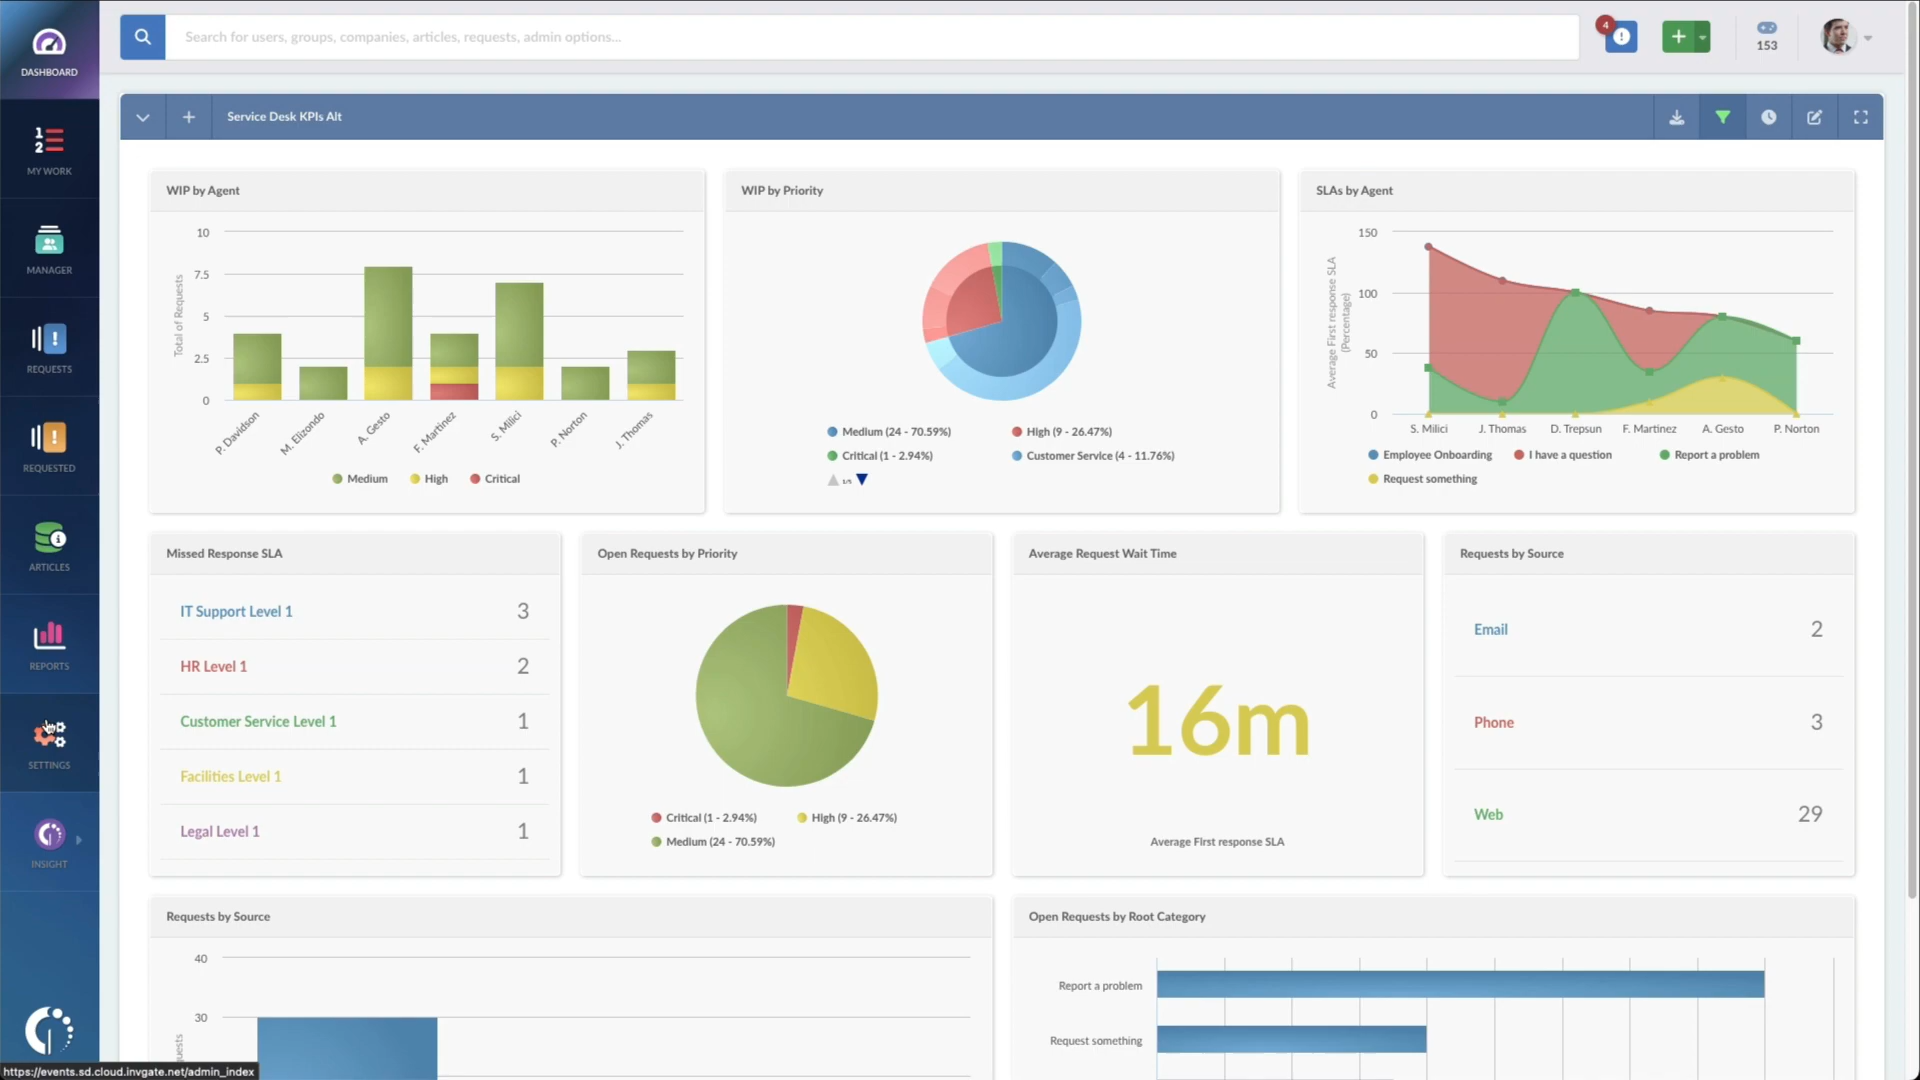 Search for users, groups, companies, articles, requests, admin options...
4
153
DASHBOARD
MY WORK
MANAGER
REQUESTS
REQUESTED
ARTICLES
REPORTS
SETTINGS
INSIGHT
Service Desk KPIs Alt
WIP by Agent
Total of Requests
10
7.5
5
2.5
0
P. Davidson
M. Elizondo
A. Gesto
F. Martinez
S. Milici
P. Norton
J. Thomas
Medium
High
Critical
WIP by Priority
Medium (24 - 70.59%)
High (9 - 26.47%)
Critical (1 - 2.94%)
Customer Service (4 - 11.76%)
1/5
SLAs by Agent
Average First response SLA
(Percentage)
150
100
50
0
S. Milici
J. Thomas
D. Trepsun
F. Martinez
A. Gesto
P. Norton
Employee Onboarding
I have a question
Report a problem
Request something
Missed Response SLA
IT Support Level 1 3
HR Level 1 2
Customer Service Level 1 1
Facilities Level 1 1
Legal Level 1 1
Open Requests by Priority
Critical (1 - 2.94%)
High (9 - 26.47%)
Medium (24 - 70.59%)
Average Request Wait Time
16m
Average First response SLA
Requests by Source
Email 2
Phone 3
Web 29
Requests by Source
40
30
Open Requests by Root Category
Report a problem
Request something
https://events.sd.cloud.invgate.net/admin_index